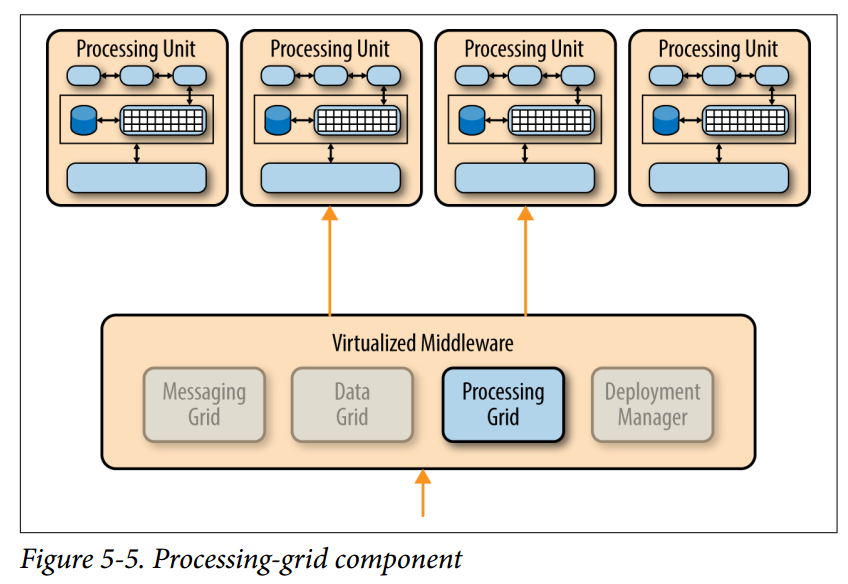 Processing Unit
Processing Unit
Processing Unit
Processing Unit
Virtualized Middleware
Messaging
Grid
Data
Grid
Processing
Grid
Deployment
Manager
Figure 5-5. Processing-grid component